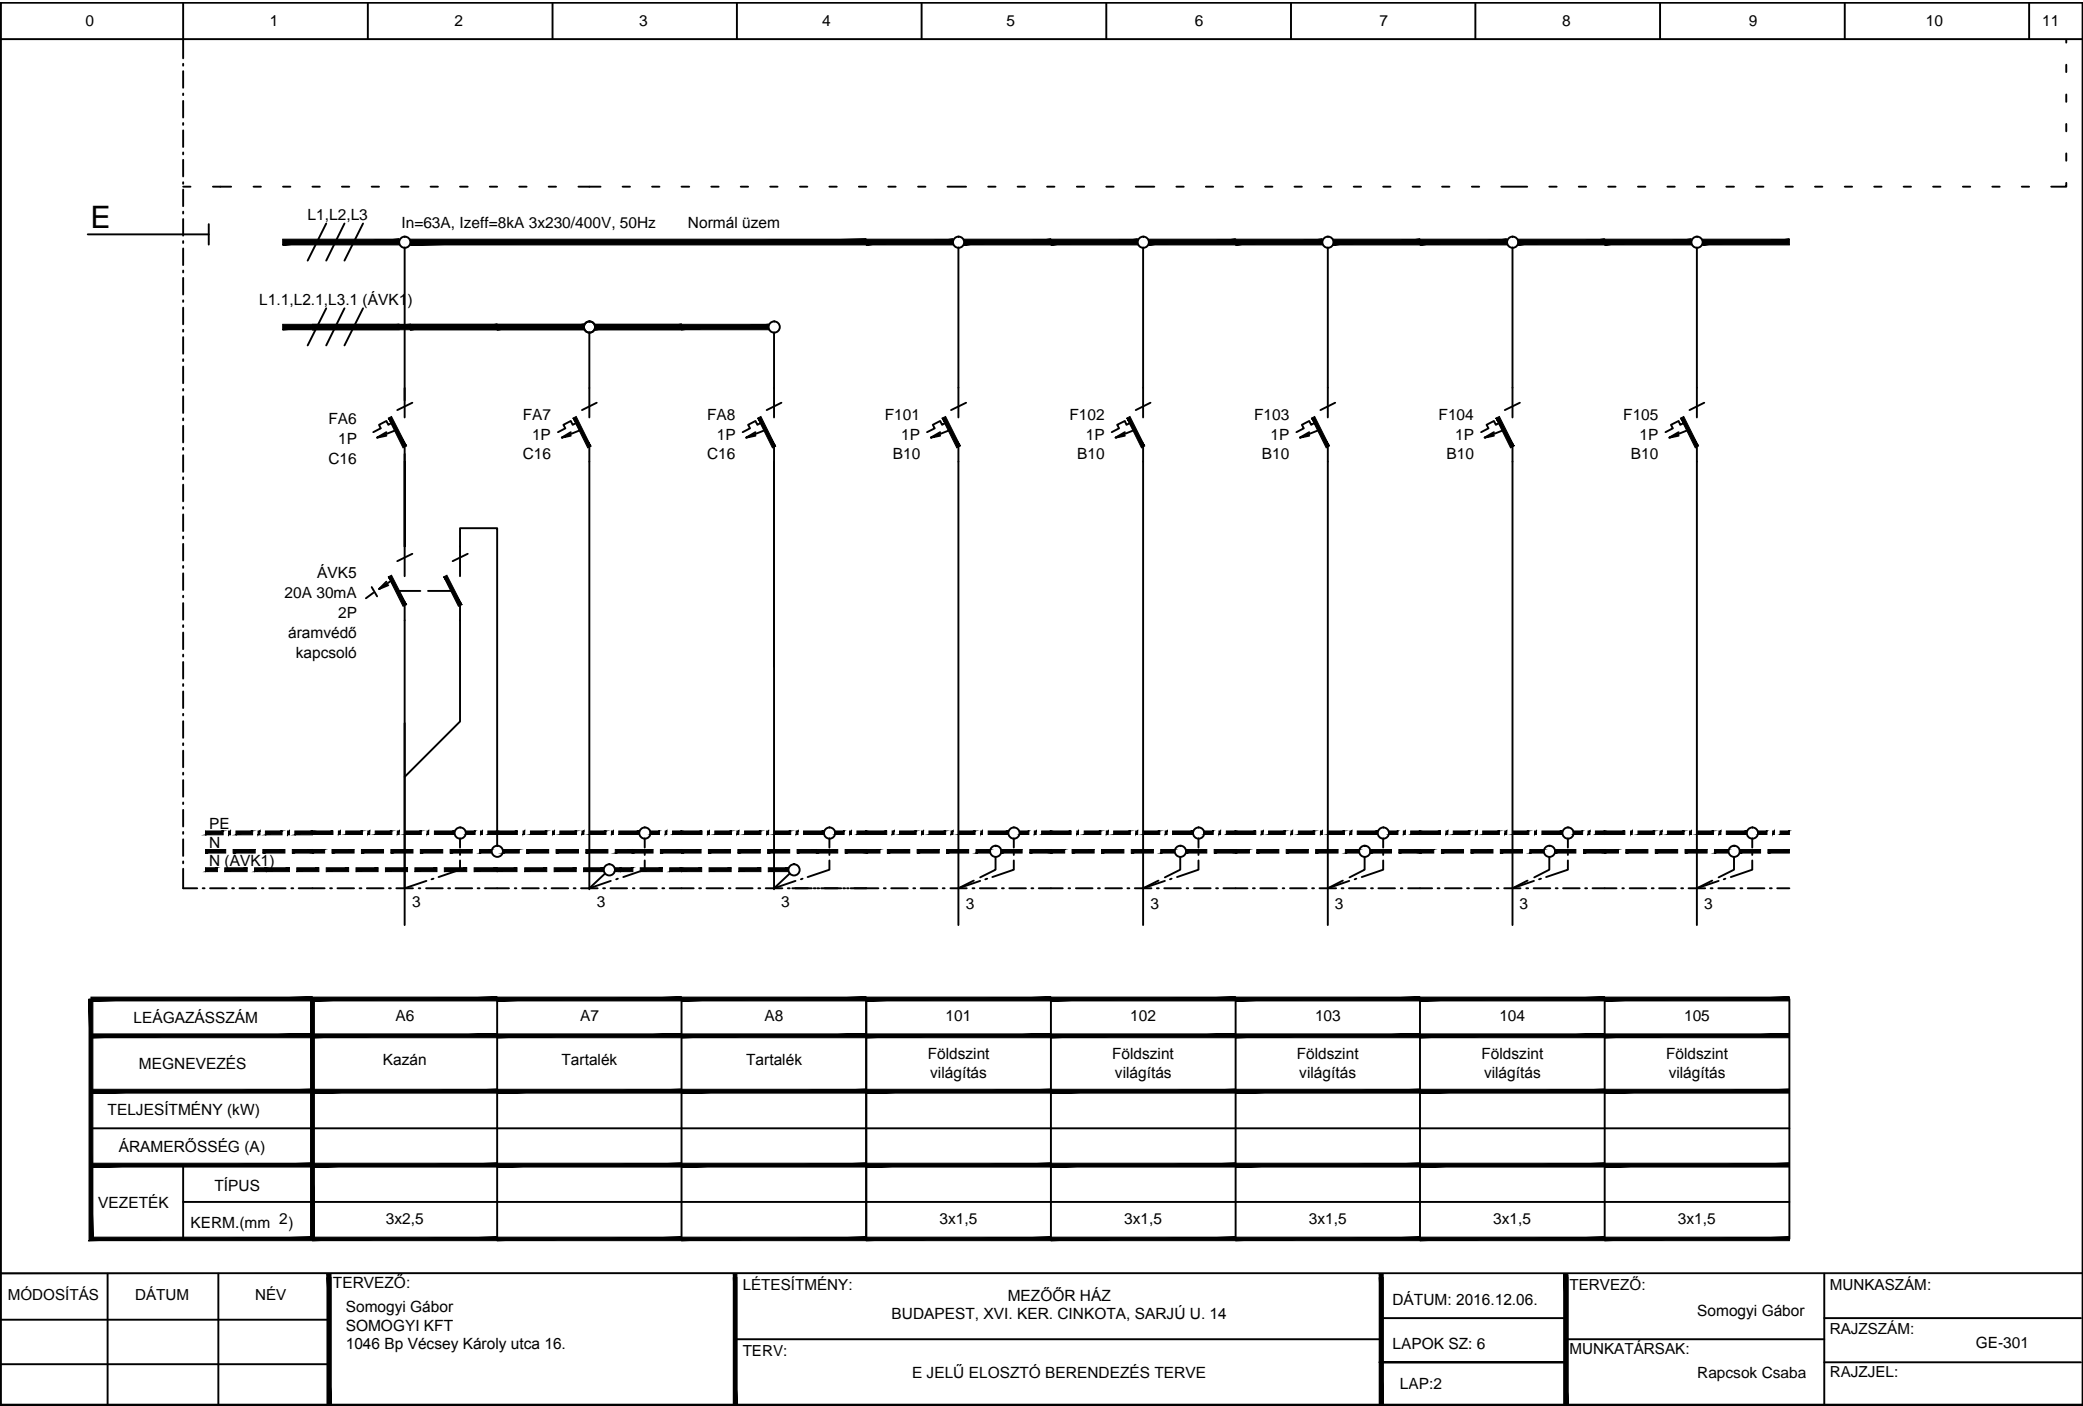 0 1 2 3 4 5 6 7 8 9 10 11
E
L1,L2,L3
In=63A, Izeff=8kA 3x230/400V, 50Hz Normál üzem
L1.1,L2.1,L3.1 (ÁVK1)
FA6
1P
C16
FA7
1P
C16
FA8
1P
C16
F101
1P
B10
F102
1P
B10
F103
1P
B10
F104
1P
B10
F105
1P
B10
ÁVK5
20A 30mA
2P
áramvédő
kapcsoló
PE
N
N (ÁVK1)
3 3 3 3 3 3 3 3
LEÁGAZÁSSZÁM A6 A7 A8 101 102 103 104 105
MEGNEVEZÉS Kazán Tartalék Tartalék
Földszint
világítás
Földszint
világítás
Földszint
világítás
Földszint
világítás
Földszint
világítás
TELJESÍTMÉNY (kW)
ÁRAMERŐSSÉG (A)
VEZETÉK
TÍPUS
KERM.(mm 2) 3x2,5 3x1,5 3x1,5 3x1,5 3x1,5 3x1,5
MÓDOSÍTÁS DÁTUM NÉV
TERVEZŐ:
Somogyi Gábor
SOMOGYI KFT
1046 Bp Vécsey Károly utca 16.
LÉTESÍTMÉNY:
MEZŐŐR HÁZ
BUDAPEST, XVI. KER. CINKOTA, SARJÚ U. 14
TERV:
E JELŰ ELOSZTÓ BERENDEZÉS TERVE
DÁTUM: 2016.12.06.
LAPOK SZ: 6
LAP:2
TERVEZŐ:
Somogyi Gábor
MUNKATÁRSAK:
Rapcsok Csaba
MUNKASZÁM:
RAJZSZÁM:
GE-301
RAJZJEL: